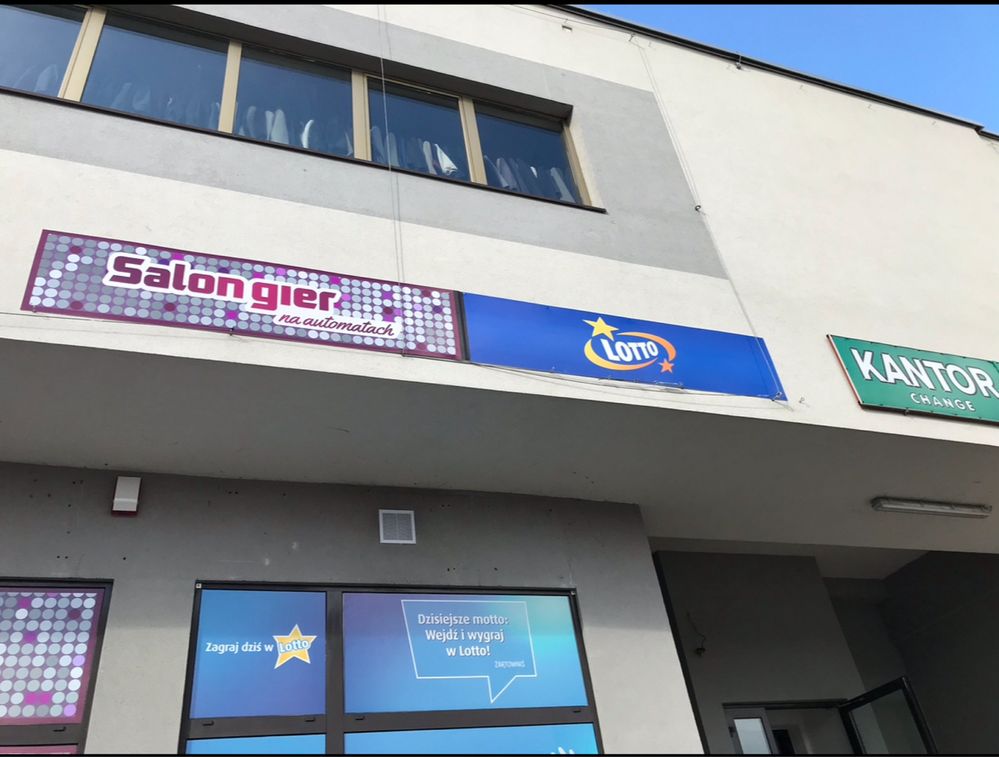 Salon gier
na automatach
LOTTO
KANTOR
CHANGE
Zagraj dziś w Lotto
Dzisiejsze motto:
Wejdź i wygraj
w Lotto!